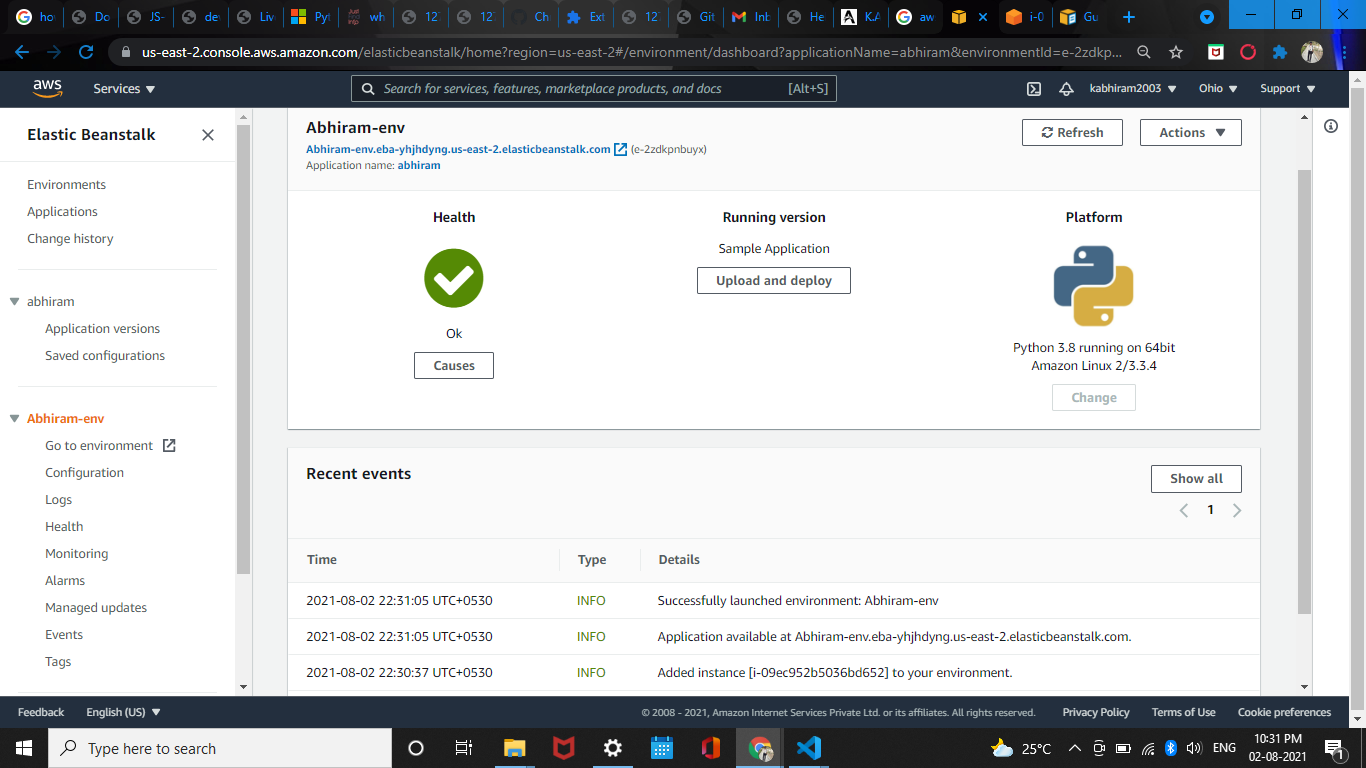 ho
Do
JS-
de
Live
Pyt
wh
12
12
Ch
Ext
12
Git
Inb
He
K.A
aw
i-0
Gu
us-east-2.console.aws.amazon.com/elasticbeanstalk/home?region=us-east-2#/environment/dashboard?applicationName=abhiram&environmentId=e-2zdkp...
aws
Services
Search for services, features, marketplace products, and docs [Alt+S]
kabhiram2003
Ohio
Support
Elastic Beanstalk
Environments
Applications
Change history
abhiram
Application versions
Saved configurations
Abhiram-env
Go to environment
Configuration
Logs
Health
Monitoring
Alarms
Managed updates
Events
Tags
Abhiram-env
Abhiram-env.eba-yhjhdyng.us-east-2.elasticbeanstalk.com (e-2zdkpnbuyx)
Application name: abhiram
Refresh
Actions
Health
Ok
Causes
Running version
Sample Application
Upload and deploy
Platform
Python 3.8 running on 64bit
Amazon Linux 2/3.3.4
Change
Recent events
Show all
1
Time Type Details
2021-08-02 22:31:05 UTC+0530 INFO Successfully launched environment: Abhiram-env
2021-08-02 22:31:05 UTC+0530 INFO Application available at Abhiram-env.eba-yhjhdyng.us-east-2.elasticbeanstalk.com.
2021-08-02 22:30:37 UTC+0530 INFO Added instance [i-09ec952b5036bd652] to your environment.
Feedback English (US) © 2008 - 2021, Amazon Internet Services Private Ltd. or its affiliates. All rights reserved. Privacy Policy Terms of Use Cookie preferences
Type here to search
25°C
ENG
10:31 PM
02-08-2021
1